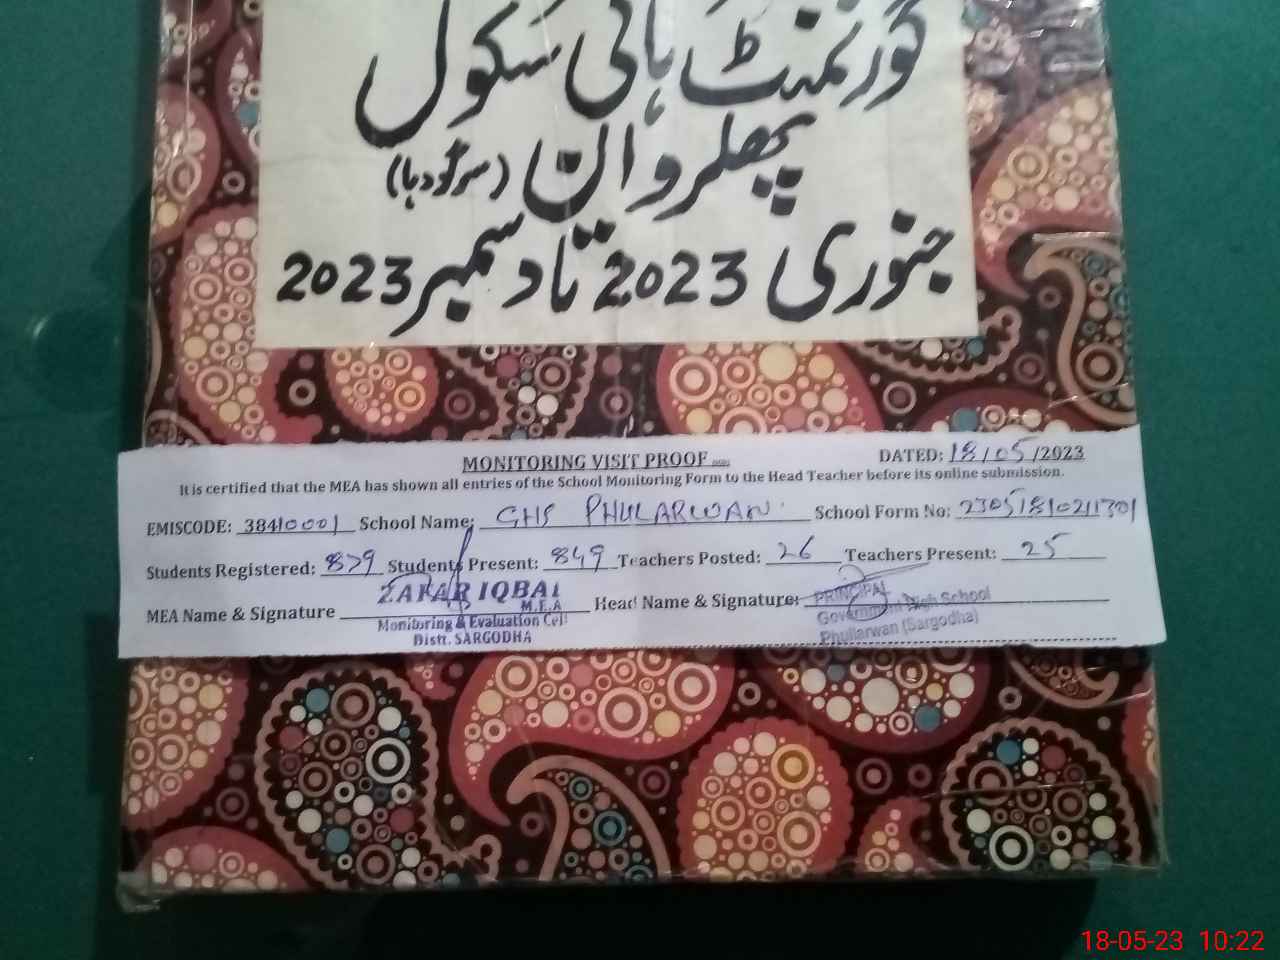 گورنمنٹ ہائی سکول
پھلروان (سرگودہا)
جنوری 2023 تا دسمبر 2023
MONITORING VISIT PROOF
DATED: 18/05/2023
It is certified that the MEA has shown all entries of the School Monitoring Form to the Head Teacher before its online submission.
EMISCODE: 38410001 School Name: GHS PHULARWAN School Form No: 2305181021301
Students Registered: 879 Students Present: 849 Teachers Posted: 26 Teachers Present: 25
MEA Name & Signature ZAFAR IQBAL Head Name & Signature: PRINCIPAL
M.E.A Government High School
Monitoring & Evaluation Cell Phullarwan (Sargodha)
Distt. SARGODHA
18-05-23 10:22